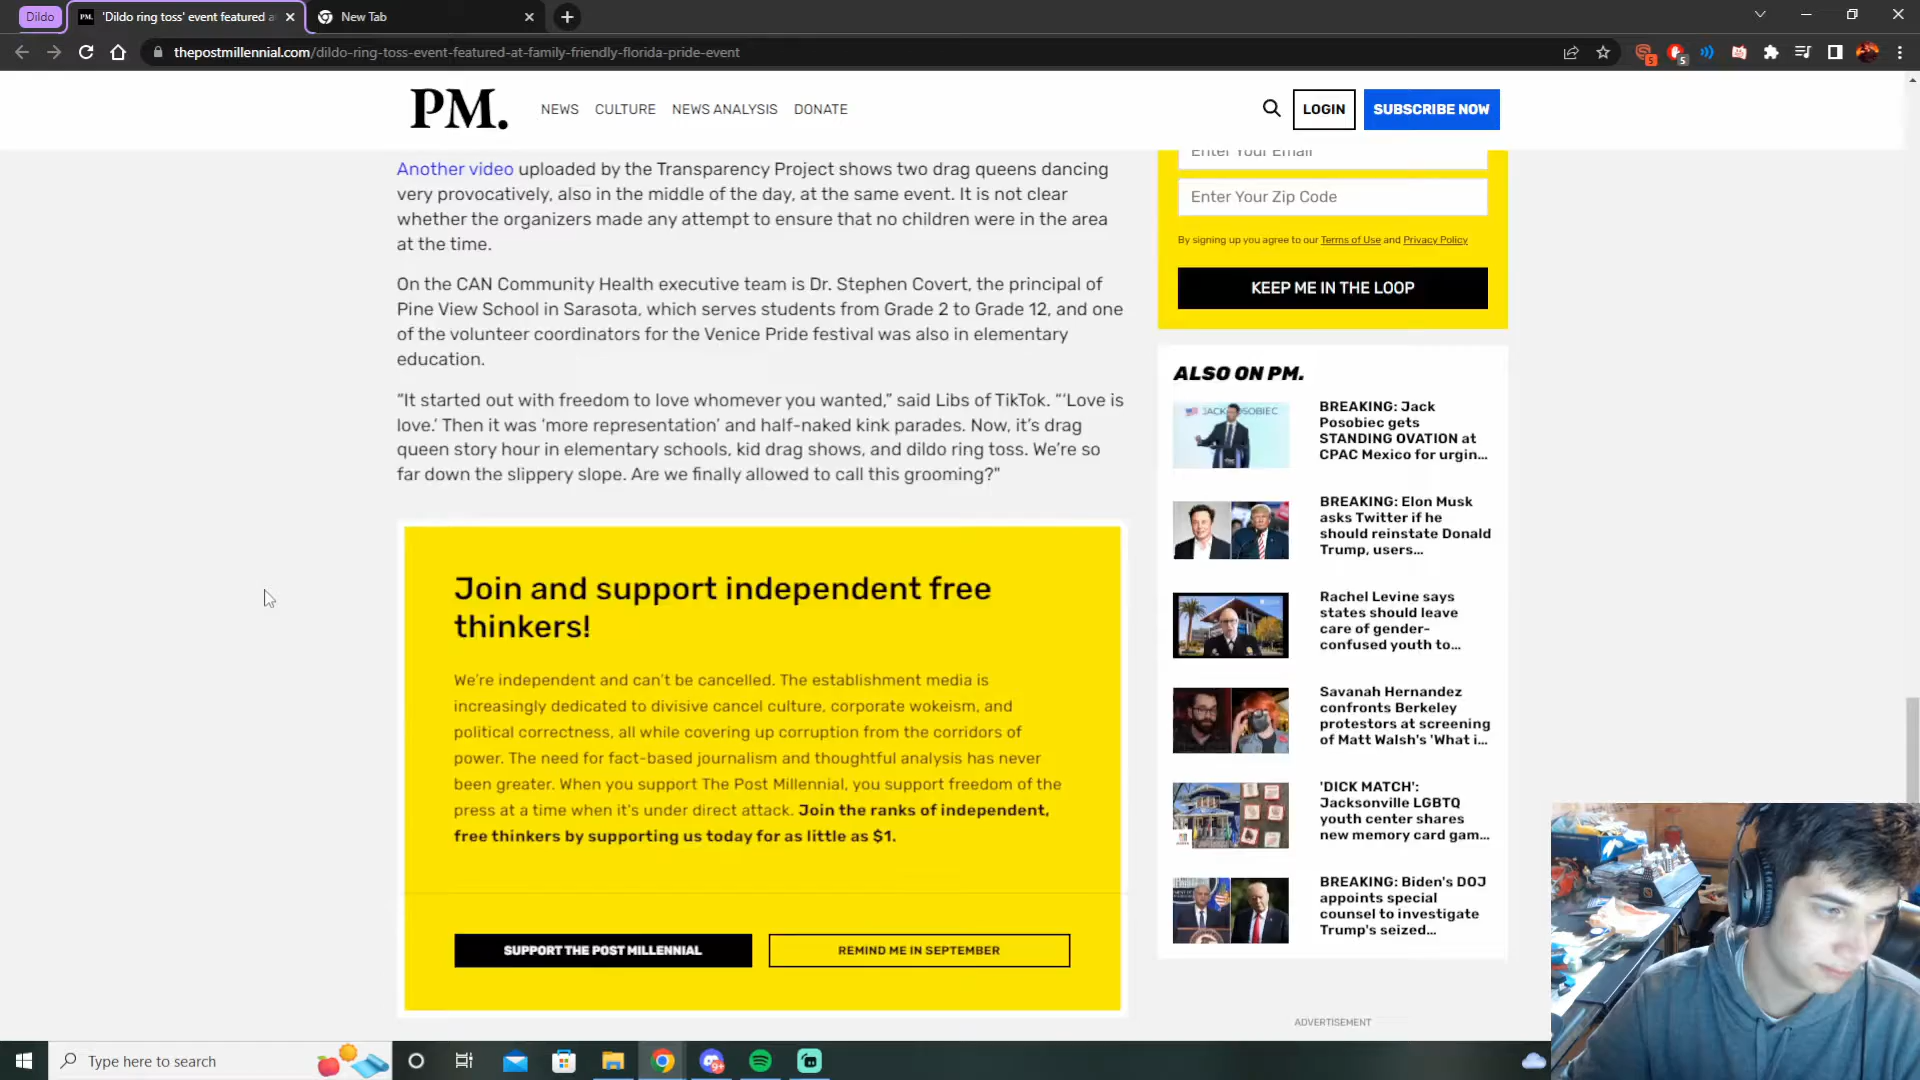 Dildo
PM. 'Dildo ring toss' event featured a
New Tab
thepostmillennial.com/dildo-ring-toss-event-featured-at-family-friendly-florida-pride-event
5
5
PM.
NEWS
CULTURE
NEWS ANALYSIS
DONATE
LOGIN
SUBSCRIBE NOW
Another video uploaded by the Transparency Project shows two drag queens dancing
very provocatively, also in the middle of the day, at the same event. It is not clear
whether the organizers made any attempt to ensure that no children were in the area
at the time.
On the CAN Community Health executive team is Dr. Stephen Covert, the principal of
Pine View School in Sarasota, which serves students from Grade 2 to Grade 12, and one
of the volunteer coordinators for the Venice Pride festival was also in elementary
education.
“It started out with freedom to love whomever you wanted,” said Libs of TikTok. “‘Love is
love.’ Then it was ‘more representation’ and half-naked kink parades. Now, it’s drag
queen story hour in elementary schools, kid drag shows, and dildo ring toss. We’re so
far down the slippery slope. Are we finally allowed to call this grooming?"
Join and support independent free
thinkers!
We’re independent and can’t be cancelled. The establishment media is
increasingly dedicated to divisive cancel culture, corporate wokeism, and
political correctness, all while covering up corruption from the corridors of
power. The need for fact-based journalism and thoughtful analysis has never
been greater. When you support The Post Millennial, you support freedom of the
press at a time when it’s under direct attack. Join the ranks of independent,
free thinkers by supporting us today for as little as $1.
SUPPORT THE POST MILLENNIAL
REMIND ME IN SEPTEMBER
Enter Your Email
Enter Your Zip Code
By signing up you agree to our Terms of Use and Privacy Policy
KEEP ME IN THE LOOP
ALSO ON PM.
JACK POSOBIEC
BREAKING: Jack
Posobiec gets
STANDING OVATION at
CPAC Mexico for urgin...
BREAKING: Elon Musk
asks Twitter if he
should reinstate Donald
Trump, users...
Rachel Levine says
states should leave
care of gender-
confused youth to...
Savanah Hernandez
confronts Berkeley
protestors at screening
of Matt Walsh's 'What i...
'DICK MATCH':
Jacksonville LGBTQ
youth center shares
new memory card gam...
BREAKING: Biden's DOJ
appoints special
counsel to investigate
Trump's seized...
ADVERTISEMENT
Type here to search
9+